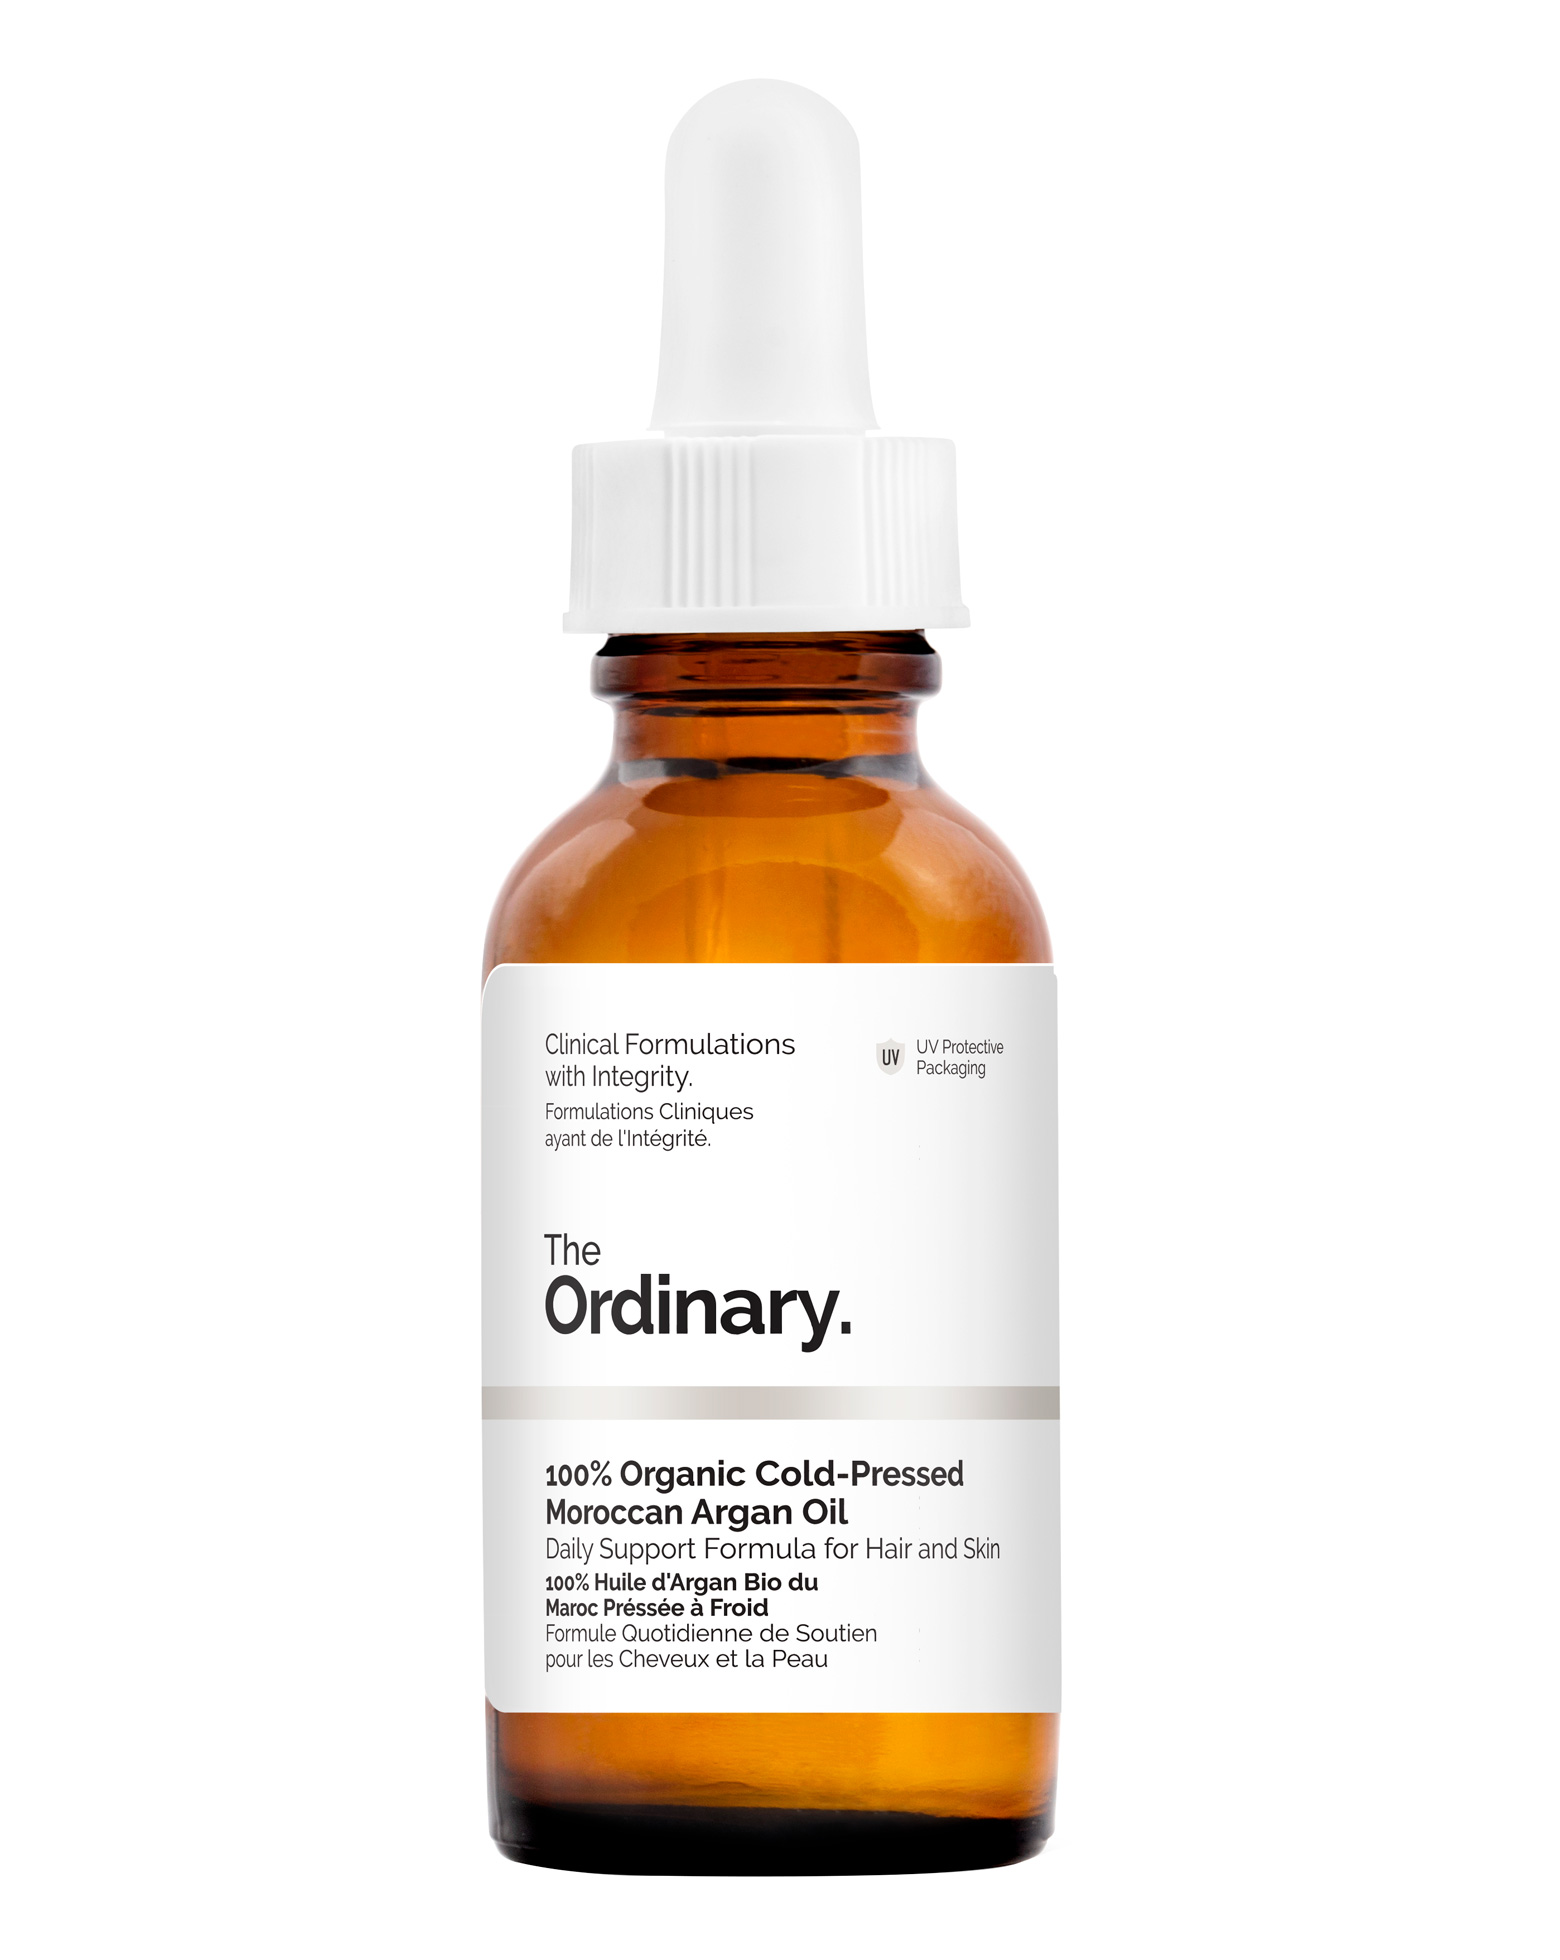 Clinical Formulations
with Integrity.
Formulations Cliniques
ayant de l'Intégrité.
UV
UV Protective
Packaging
The
Ordinary.
100% Organic Cold-Pressed
Moroccan Argan Oil
Daily Support Formula for Hair and Skin
100% Huile d'Argan Bio du
Maroc Préssée à Froid
Formule Quotidienne de Soutien
pour les Cheveux et la Peau